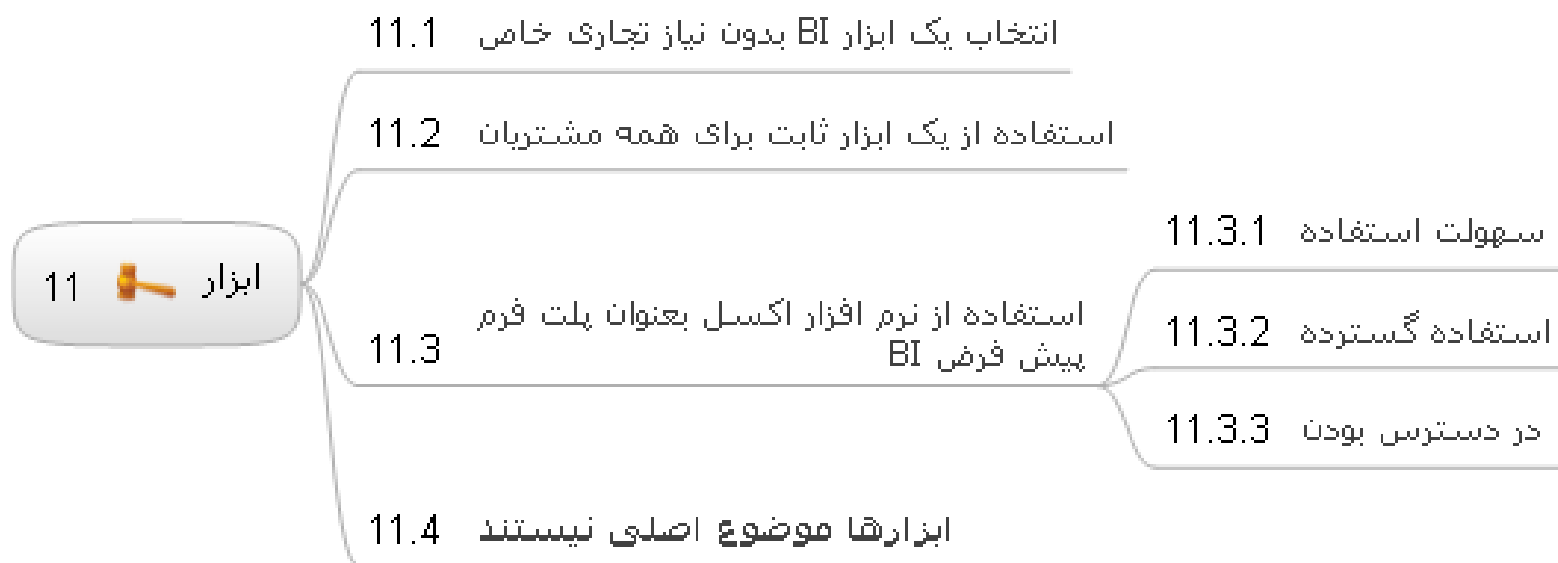 11 ابزار
11.1 انتخاب یک ابزار BI بدون نیاز تجاری خاص
11.2 استفاده از یک ابزار ثابت برای همه مشتریان
11.3 استفاده از نرم افزار اکسل بعنوان پلت فرم
پیش فرض BI
11.3.1 سهولت استفاده
11.3.2 استفاده گسترده
11.3.3 در دسترس بودن
11.4 ابزارها موضوع اصلی نیستند